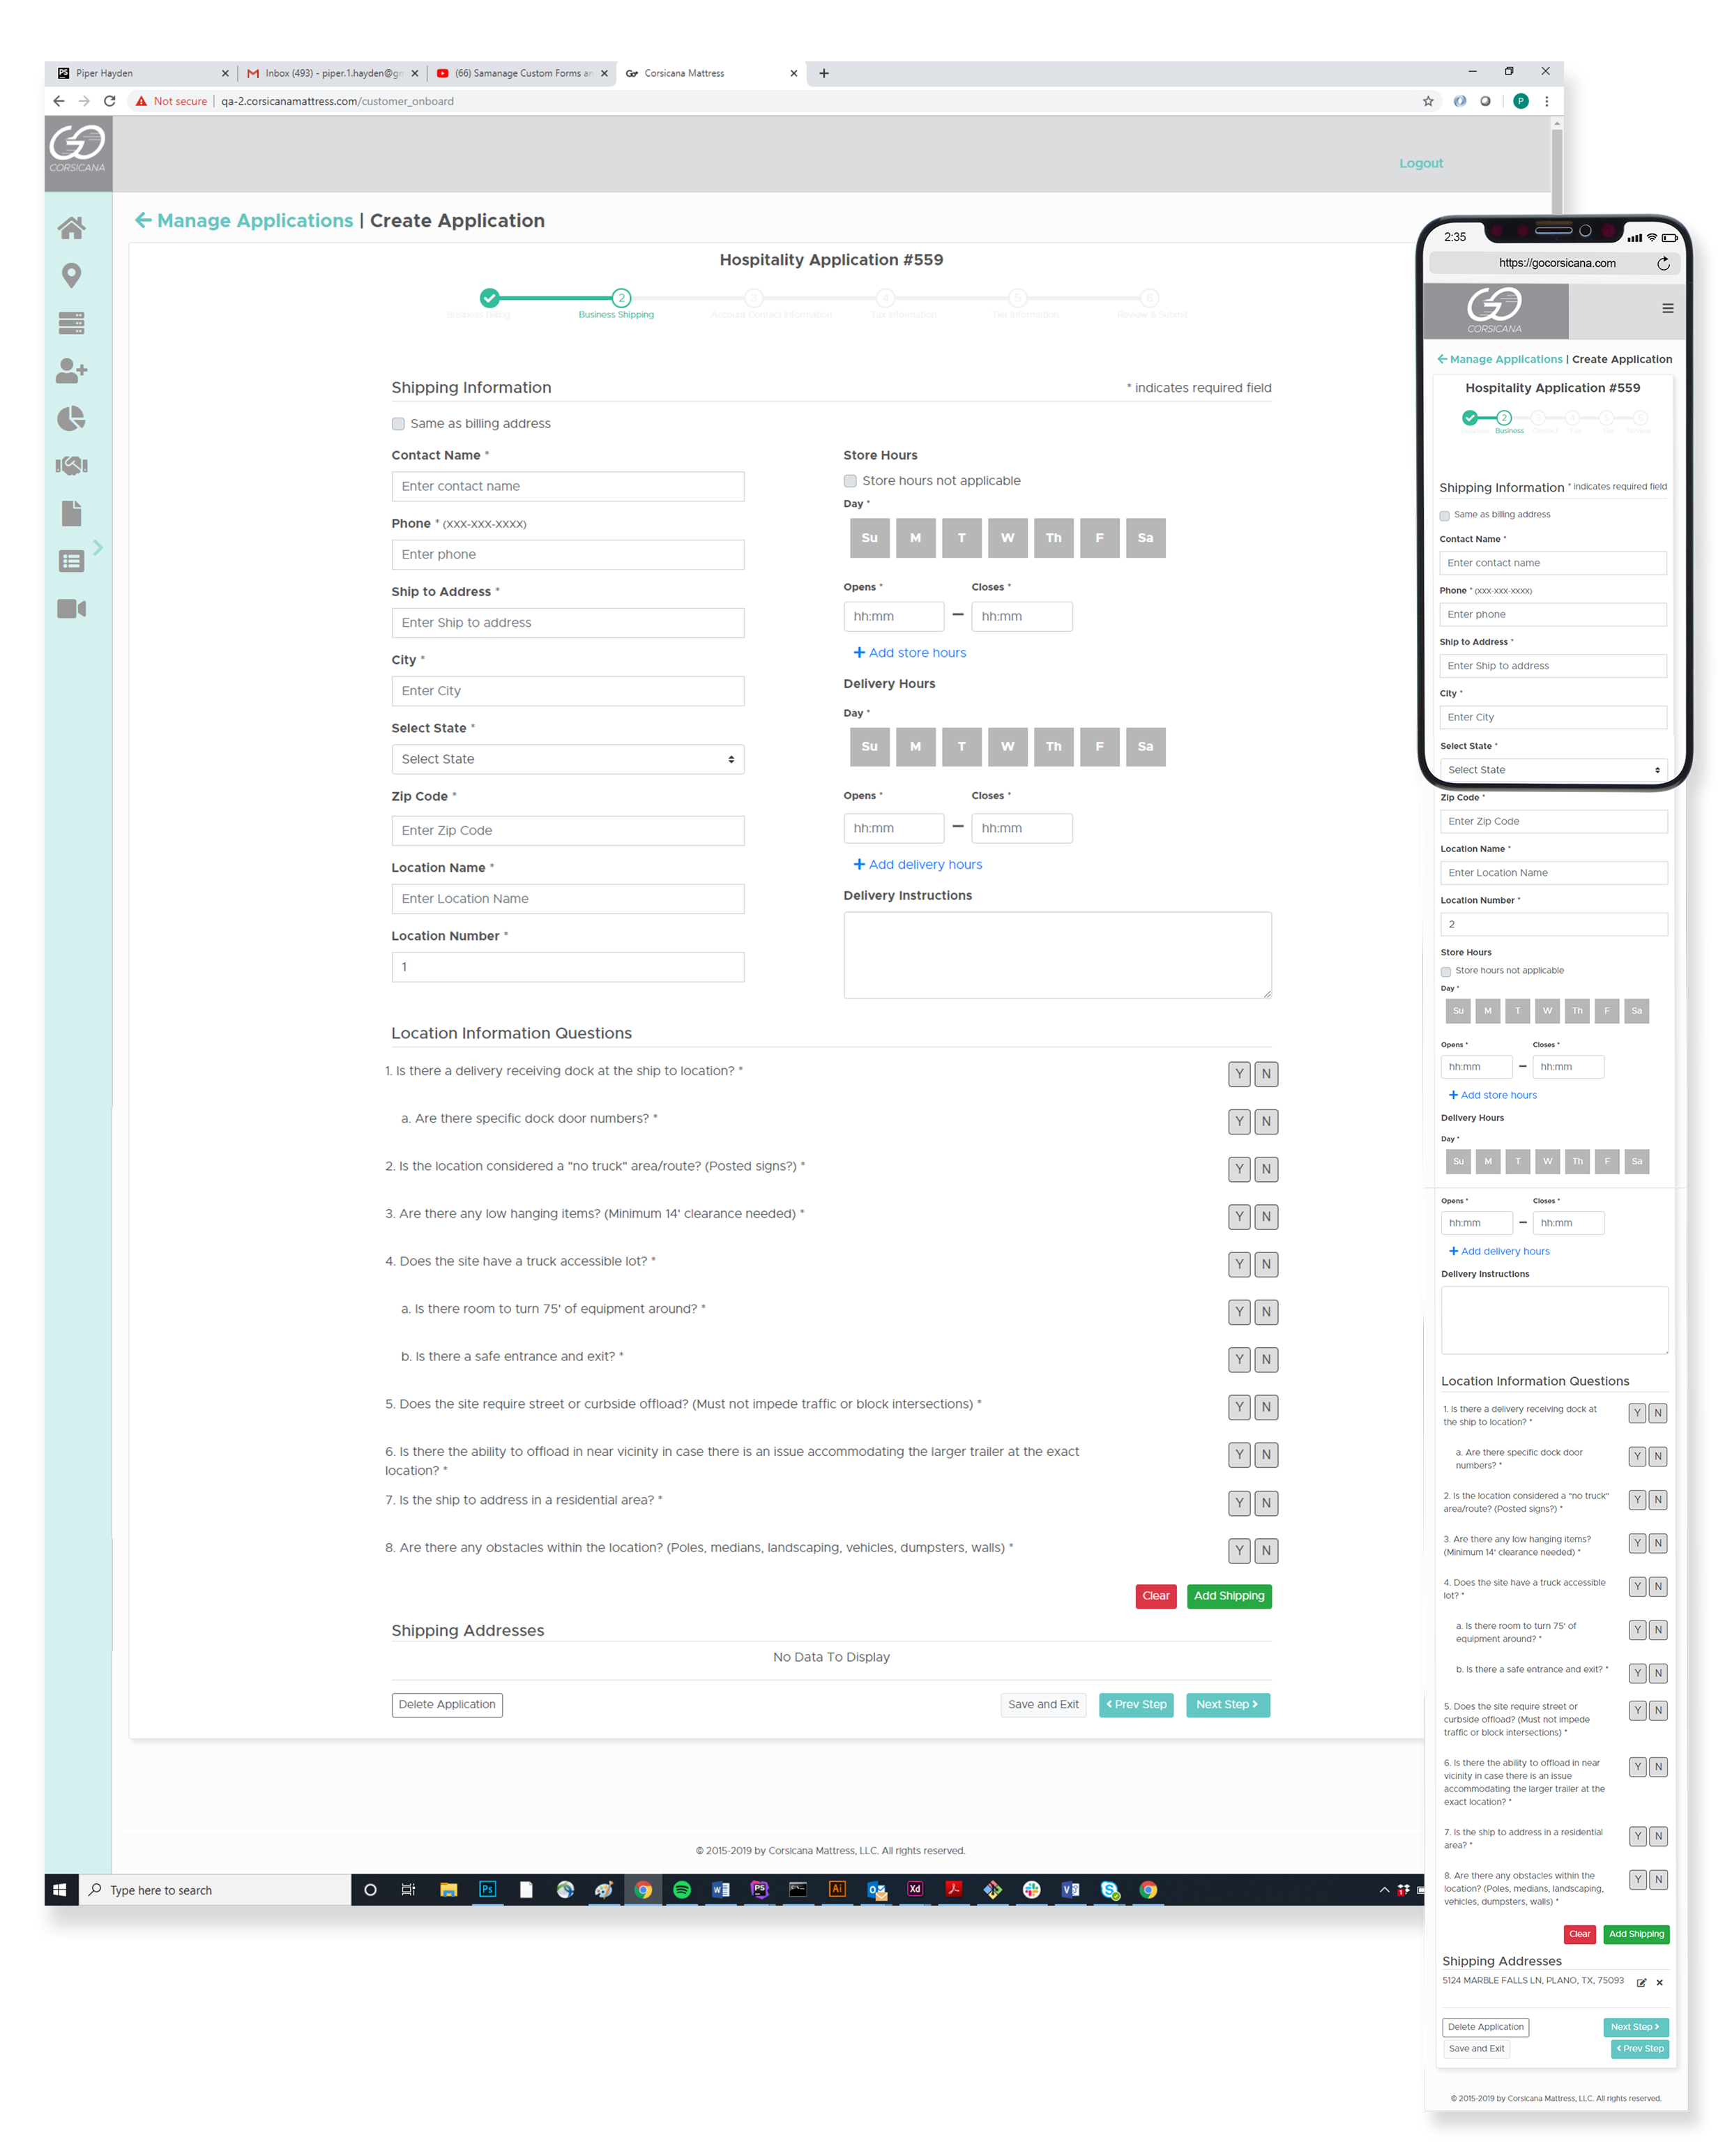 Piper Hayden
Inbox (493) - piper.1.hayden@gm
(66) Samanage Custom Forms an
Corsicana Mattress
Not secure | qa-2.corsicanamattress.com/customer_onboard
P
GO
CORSICANA
Logout
Manage Applications | Create Application
Hospitality Application #559
2 3 4 5 6
Business Billing
Business Shipping
Account Contact Information
Tax Information
Tier Information
Review & Submit
Shipping Information
* indicates required field
Same as billing address
Contact Name *
Enter contact name
Phone * (XXX-XXX-XXXX)
Enter phone
Ship to Address *
Enter Ship to address
City *
Enter City
Select State *
Select State
Zip Code *
Enter Zip Code
Location Name *
Enter Location Name
Location Number *
1
Store Hours
Store hours not applicable
Day *
Su M T W Th F Sa
Opens * Closes *
hh:mm – hh:mm
+ Add store hours
Delivery Hours
Day *
Su M T W Th F Sa
Opens * Closes *
hh:mm – hh:mm
+ Add delivery hours
Delivery Instructions
Location Information Questions
1. Is there a delivery receiving dock at the ship to location? * Y N
a. Are there specific dock door numbers? * Y N
2. Is the location considered a "no truck" area/route? (Posted signs?) * Y N
3. Are there any low hanging items? (Minimum 14' clearance needed) * Y N
4. Does the site have a truck accessible lot? * Y N
a. Is there room to turn 75' of equipment around? * Y N
b. Is there a safe entrance and exit? * Y N
5. Does the site require street or curbside offload? (Must not impede traffic or block intersections) * Y N
6. Is there the ability to offload in near vicinity in case there is an issue accommodating the larger trailer at the exact Y N
location? *
7. Is the ship to address in a residential area? * Y N
8. Are there any obstacles within the location? (Poles, medians, landscaping, vehicles, dumpsters, walls) * Y N
Clear Add Shipping
Shipping Addresses
No Data To Display
Delete Application Save and Exit Prev Step Next Step
© 2015-2019 by Corsicana Mattress, LLC. All rights reserved.
Type here to search
2:35
https://gocorsicana.com
GO
CORSICANA
Manage Applications | Create Application
Hospitality Application #559
2 3 4 5 6
Business
Shipping Information * indicates required field
Same as billing address
Contact Name *
Enter contact name
Phone * (XXX-XXX-XXXX)
Enter phone
Ship to Address *
Enter Ship to address
City *
Enter City
Select State *
Select State
Zip Code *
Enter Zip Code
Location Name *
Enter Location Name
Location Number *
2
Store Hours
Store hours not applicable
Day *
Su M T W Th F Sa
Opens * Closes *
hh:mm – hh:mm
+ Add store hours
Delivery Hours
Day *
Su M T W Th F Sa
Opens * Closes *
hh:mm – hh:mm
+ Add delivery hours
Delivery Instructions
Location Information Questions
1. Is there a delivery receiving dock at Y N
the ship to location? *
a. Are there specific dock door Y N
numbers? *
2. Is the location considered a "no truck" Y N
area/route? (Posted signs?) *
3. Are there any low hanging items? Y N
(Minimum 14' clearance needed) *
4. Does the site have a truck accessible Y N
lot? *
a. Is there room to turn 75' of Y N
equipment around? *
b. Is there a safe entrance and exit? * Y N
5. Does the site require street or Y N
curbside offload? (Must not impede
traffic or block intersections) *
6. Is there the ability to offload in near Y N
vicinity in case there is an issue
accommodating the larger trailer at the
exact location? *
7. Is the ship to address in a residential Y N
area? *
8. Are there any obstacles within the Y N
location? (Poles, medians, landscaping,
vehicles, dumpsters, walls) *
Clear Add Shipping
Shipping Addresses
5124 MARBLE FALLS LN, PLANO, TX, 75093
Delete Application Next Step
Save and Exit Prev Step
© 2015-2019 by Corsicana Mattress, LLC. All rights reserved.